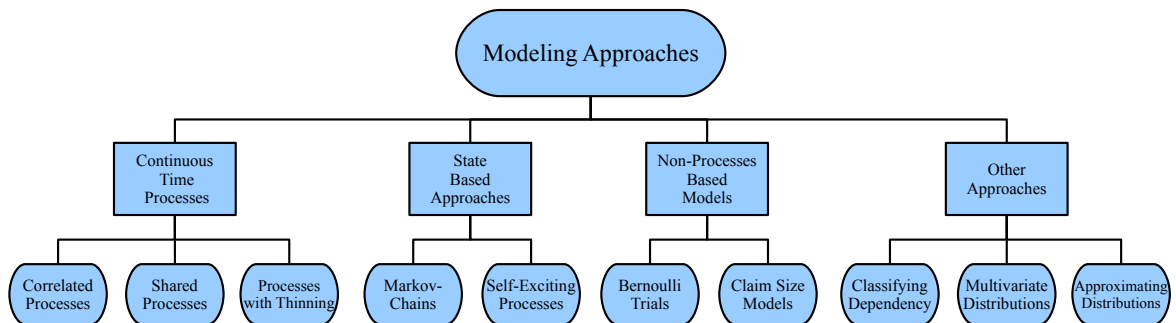 Modeling Approaches
Continuous
Time
Processes
State
Based
Approaches
Non-Processes
Based
Models
Other
Approaches
Correlated
Processes
Shared
Processes
Processes
with Thinning
Markov-
Chains
Self-Exciting
Processes
Bernoulli
Trials
Claim Size
Models
Classifying
Dependency
Multivariate
Distributions
Approximating
Distributions